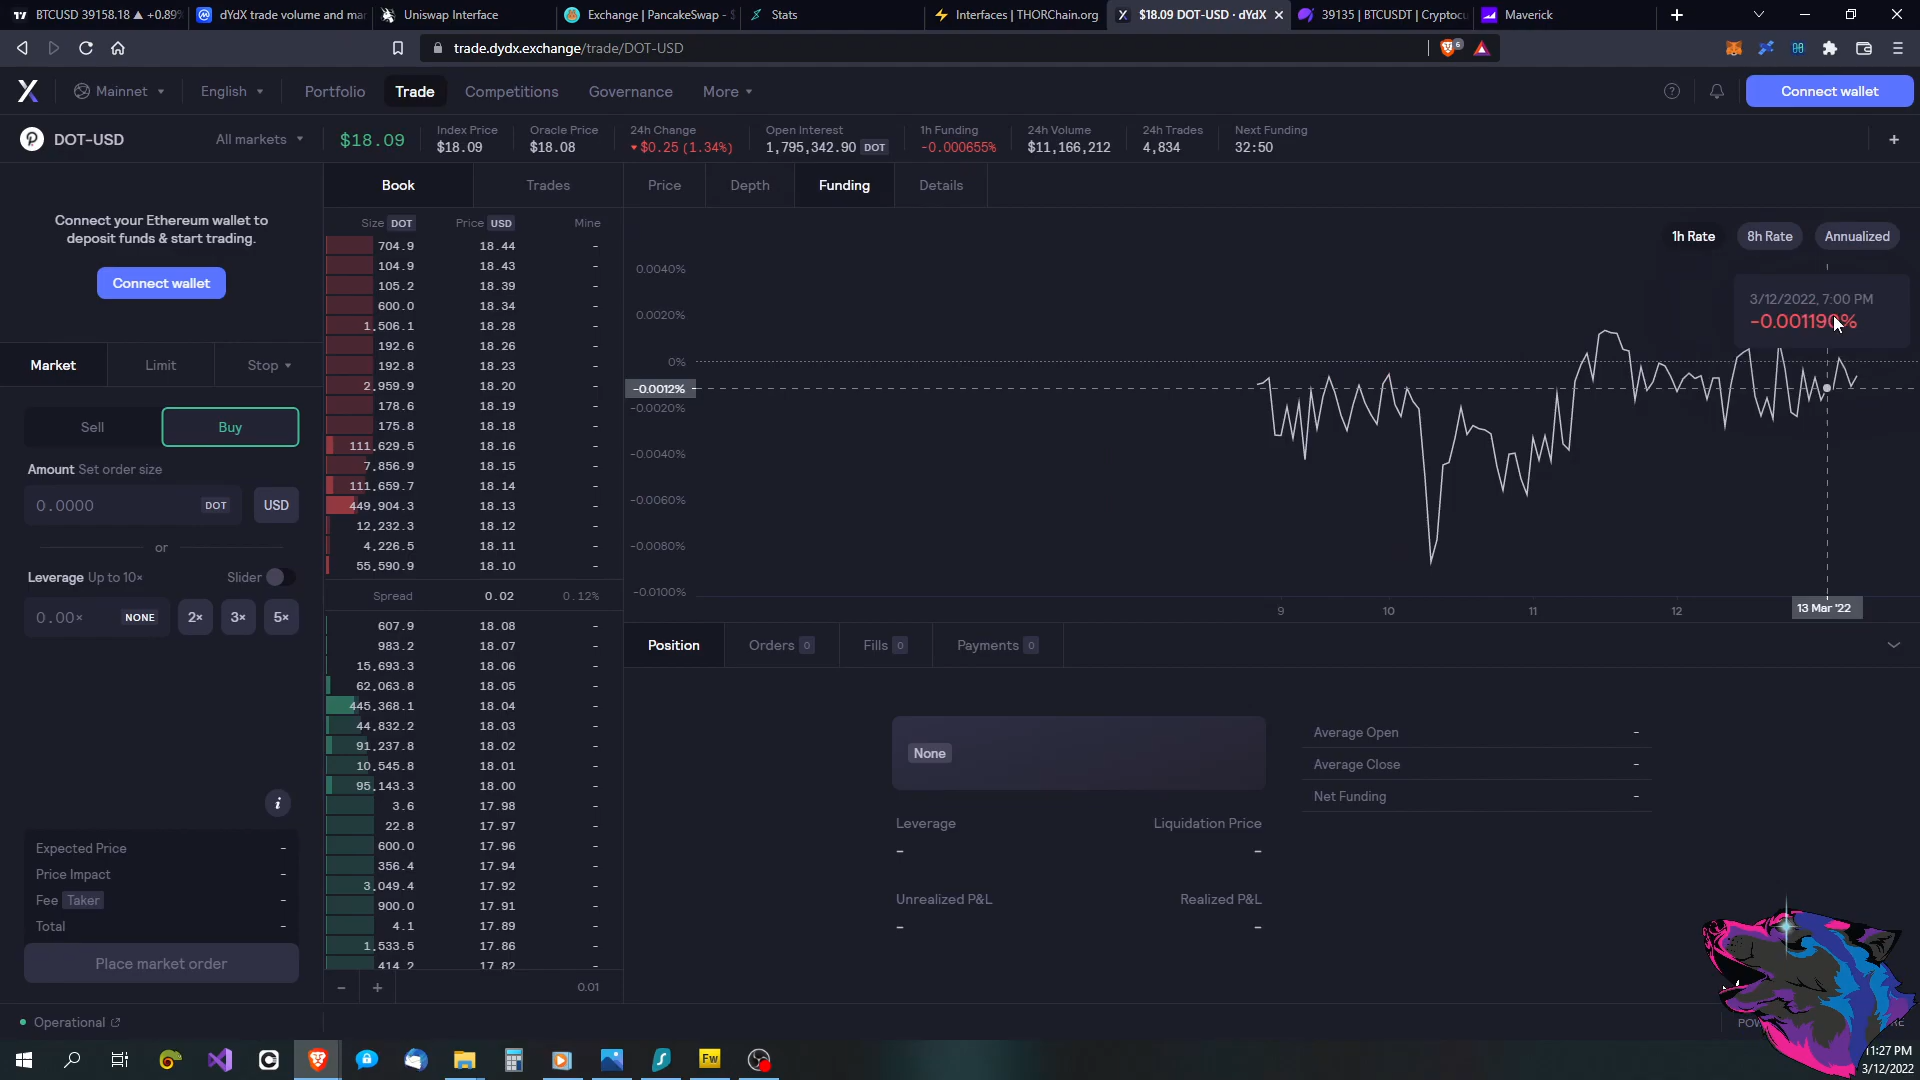 BTCUSD 39158.18 ▲ +0.89%
dYdX trade volume and mar
Uniswap Interface
Exchange | PancakeSwap - $
Stats
Interfaces | THORChain.org
$18.09 DOT-USD · dYdX
39135 | BTCUSDT | Cryptocu
Maverick
trade.dydx.exchange/trade/DOT-USD
6
Mainnet
English
Portfolio
Trade
Competitions
Governance
More
Connect wallet
DOT-USD
All markets
$18.09
Index Price
$18.09
Oracle Price
$18.08
24h Change
$0.25 (1.34%)
Open Interest
1,795,342.90 DOT
1h Funding
-0.000655%
24h Volume
$11,166,212
24h Trades
4,834
Next Funding
32:50
Connect your Ethereum wallet to
deposit funds & start trading.
Connect wallet
Market
Limit
Stop
Sell
Buy
Amount Set order size
0.0000 DOT
USD
or
Leverage Up to 10×
Slider
0.00× NONE
2×
3×
5×
Expected Price -
Price Impact -
Fee Taker -
Total -
Place market order
Operational
Book
Trades
Size DOT Price USD Mine
704.9 18.44 -
104.9 18.43 -
105.2 18.39 -
600.0 18.34 -
1,506.1 18.28 -
192.6 18.26 -
192.8 18.23 -
2,959.9 18.20 -
178.6 18.19 -
175.8 18.18 -
111,629.5 18.16 -
7,856.9 18.15 -
111,659.7 18.14 -
449,904.3 18.13 -
12,232.3 18.12 -
4,226.5 18.11 -
55,590.9 18.10 -
Spread 0.02 0.12%
607.9 18.08 -
983.2 18.07 -
15,693.3 18.06 -
62,063.8 18.05 -
445,368.1 18.04 -
44,832.2 18.03 -
91,237.8 18.02 -
10,545.8 18.01 -
95,143.3 18.00 -
3.6 17.98 -
22.8 17.97 -
600.0 17.96 -
356.4 17.94 -
3,049.4 17.92 -
900.0 17.91 -
4.1 17.89 -
1,533.5 17.86 -
414.2 17.82 -
- + 0.01
Price
Depth
Funding
Details
1h Rate
8h Rate
Annualized
3/12/2022, 7:00 PM
-0.001190%
0.0040%
0.0020%
0%
-0.0012%
-0.0020%
-0.0040%
-0.0060%
-0.0080%
-0.0100%
9
10
11
12
13 Mar '22
Position
Orders 0
Fills 0
Payments 0
None
Leverage
-
Liquidation Price
-
Unrealized P&L
-
Realized P&L
-
Average Open -
Average Close -
Net Funding -
Fw
11:27 PM
3/12/2022